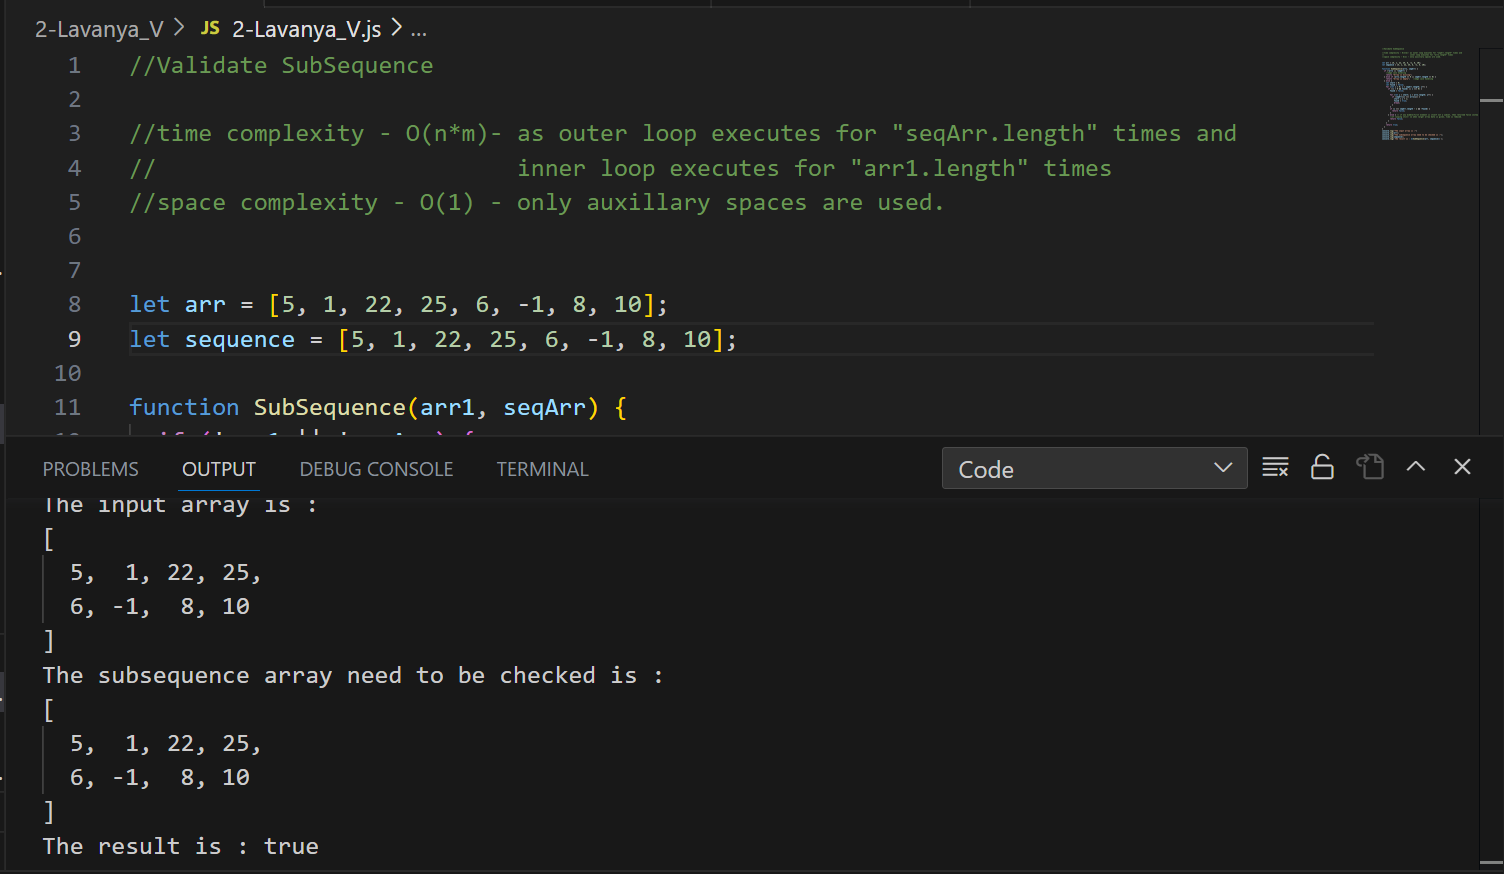 2-Lavanya_V > JS 2-Lavanya_V.js > ...
1 //Validate SubSequence
2
3 //time complexity - O(n*m)- as outer loop executes for "seqArr.length" times and
4 // inner loop executes for "arr1.length" times
5 //space complexity - O(1) - only auxillary spaces are used.
6
7
8 let arr = [5, 1, 22, 25, 6, -1, 8, 10];
9 let sequence = [5, 1, 22, 25, 6, -1, 8, 10];
10
11 function SubSequence(arr1, seqArr) {
PROBLEMS OUTPUT DEBUG CONSOLE TERMINAL Code
The input array is :
[
5, 1, 22, 25,
6, -1, 8, 10
]
The subsequence array need to be checked is :
[
5, 1, 22, 25,
6, -1, 8, 10
]
The result is : true